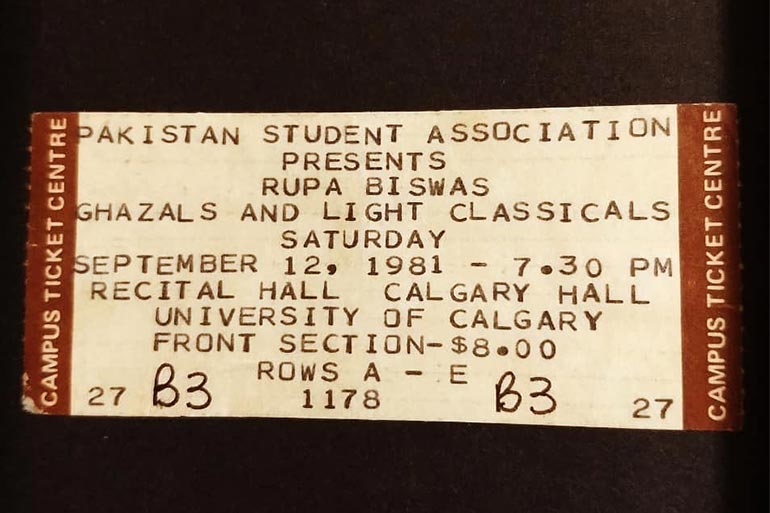 CAMPUS TICKET CENTRE
PAKISTAN STUDENT ASSOCIATION
PRESENTS
RUPA BISWAS
GHAZALS AND LIGHT CLASSICALS
SATURDAY
SEPTEMBER 12, 1981 - 7.30 PM
RECITAL HALL CALGARY HALL
UNIVERSITY OF CALGARY
FRONT SECTION-$8.00
ROWS A - E
27 B3 1178 B3 27
CAMPUS TICKET CENTRE